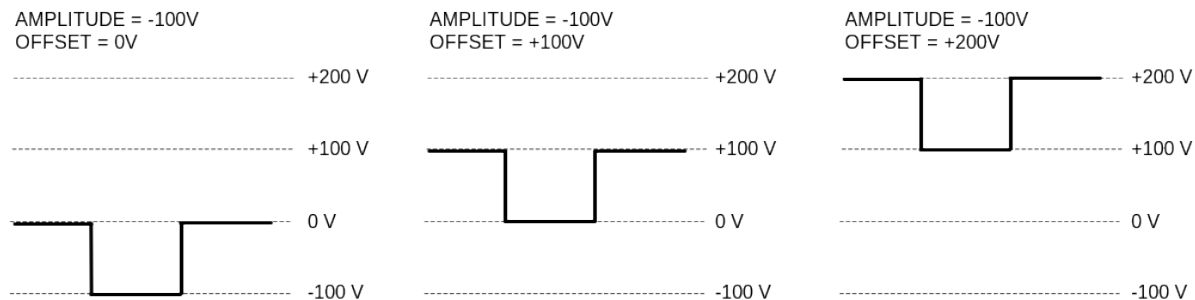 AMPLITUDE = -100V
OFFSET = 0V
+200 V
+100 V
0 V
-100 V
AMPLITUDE = -100V
OFFSET = +100V
+200 V
+100 V
0 V
-100 V
AMPLITUDE = -100V
OFFSET = +200V
+200 V
+100 V
0 V
-100 V